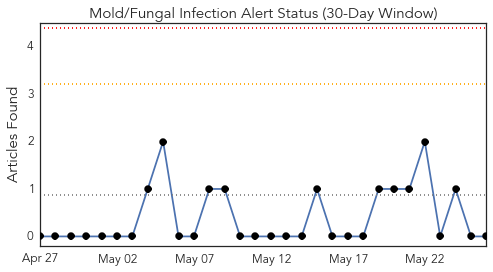 Mold/Fungal Infection Alert Status (30-Day Window)
Articles Found
4
3
2
1
0
Apr 27
May 02
May 07
May 12
May 17
May 22